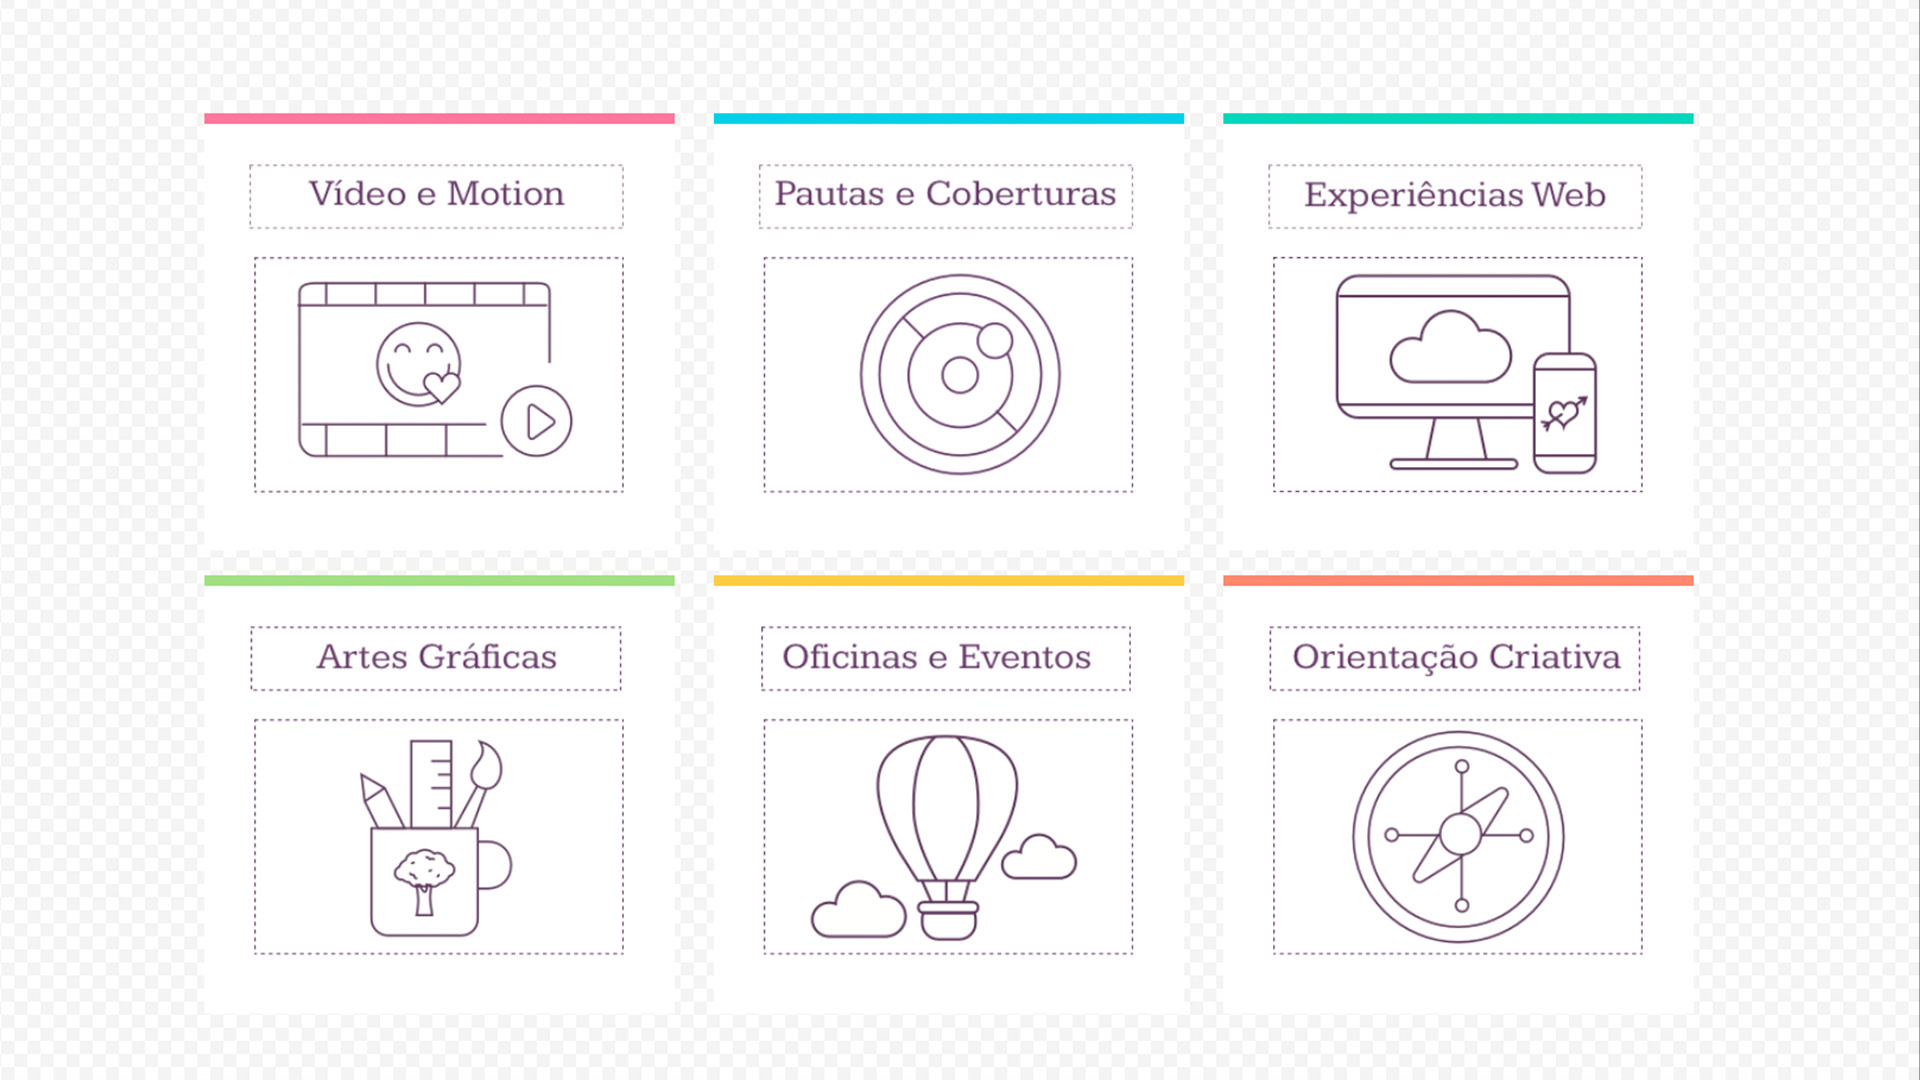 Vídeo e Motion
Pautas e Coberturas
Experiências Web
Artes Gráficas
Oficinas e Eventos
Orientação Criativa